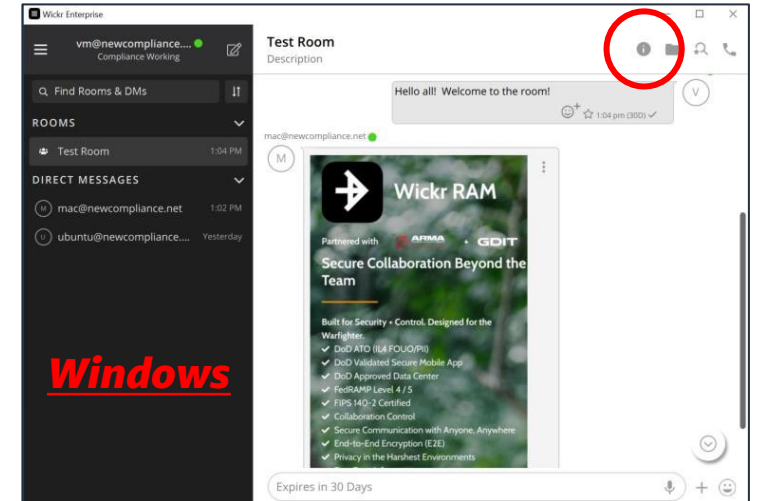 Wickr Enterprise
vm@newcompliance....
Compliance Working
Find Rooms & DMs
ROOMS
Test Room 1:04 PM
DIRECT MESSAGES
M mac@newcompliance.net 1:02 PM
U ubuntu@newcompliance.... Yesterday
Windows
Test Room
Description
Hello all! Welcome to the room!
1:04 pm (30D)
V
mac@newcompliance.net
M
Wickr RAM
Partnered with ARMA + GDIT
Secure Collaboration Beyond the
Team
Built for Security + Control. Designed for the
Warfighter.
DoD ATO (IL4 FOUO/PII)
DoD Validated Secure Mobile App
DoD Approved Data Center
FedRAMP Level 4 / 5
FIPS 140-2 Certified
Collaboration Control
Secure Communication with Anyone, Anywhere
End-to-End Encryption (E2E)
Privacy in the Harshest Environments
Expires in 30 Days